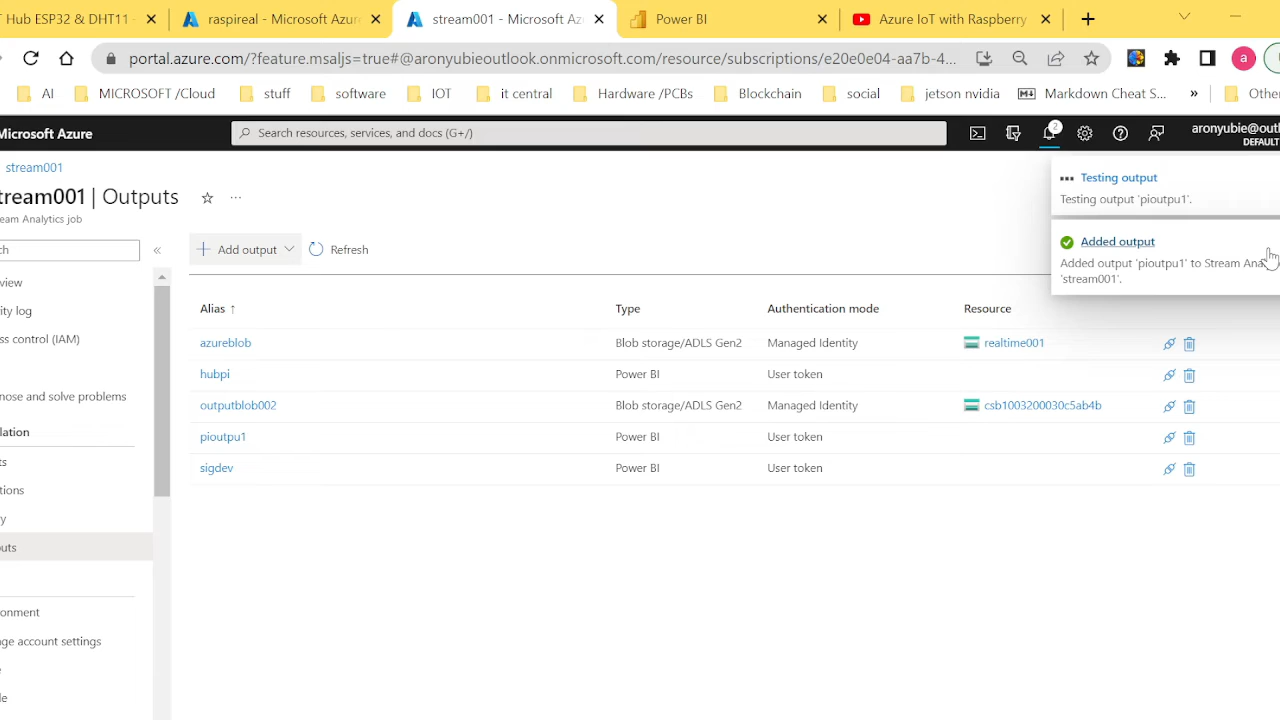 T Hub ESP32 & DHT11 -
raspireal - Microsoft Azure
stream001 - Microsoft Az
Power BI
Azure IoT with Raspberry
portal.azure.com/?feature.msaljs=true#@aronyubieoutlook.onmicrosoft.com/resource/subscriptions/e20e0e04-aa7b-4...
a
AI
MICROSOFT /Cloud
stuff
software
IOT
it central
Hardware /PCBs
Blockchain
social
jetson nvidia
Markdown Cheat S...
»
Other
Microsoft Azure
Search resources, services, and docs (G+/)
2
aronyubie@outl
DEFAULT
stream001
tream001 | Outputs
eam Analytics job
ch
«
Add output
Refresh
Testing output
Testing output 'pioutpu1'.
Added output
Added output 'pioutpu1' to Stream Ana
'stream001'.
view
ity log
ss control (IAM)
nose and solve problems
lation
ts
tions
y
uts
onment
nge account settings
e
le
Alias ↑
Type
Authentication mode
Resource
azureblob
Blob storage/ADLS Gen2
Managed Identity
realtime001
hubpi
Power BI
User token
outputblob002
Blob storage/ADLS Gen2
Managed Identity
csb1003200030c5ab4b
pioutpu1
Power BI
User token
sigdev
Power BI
User token